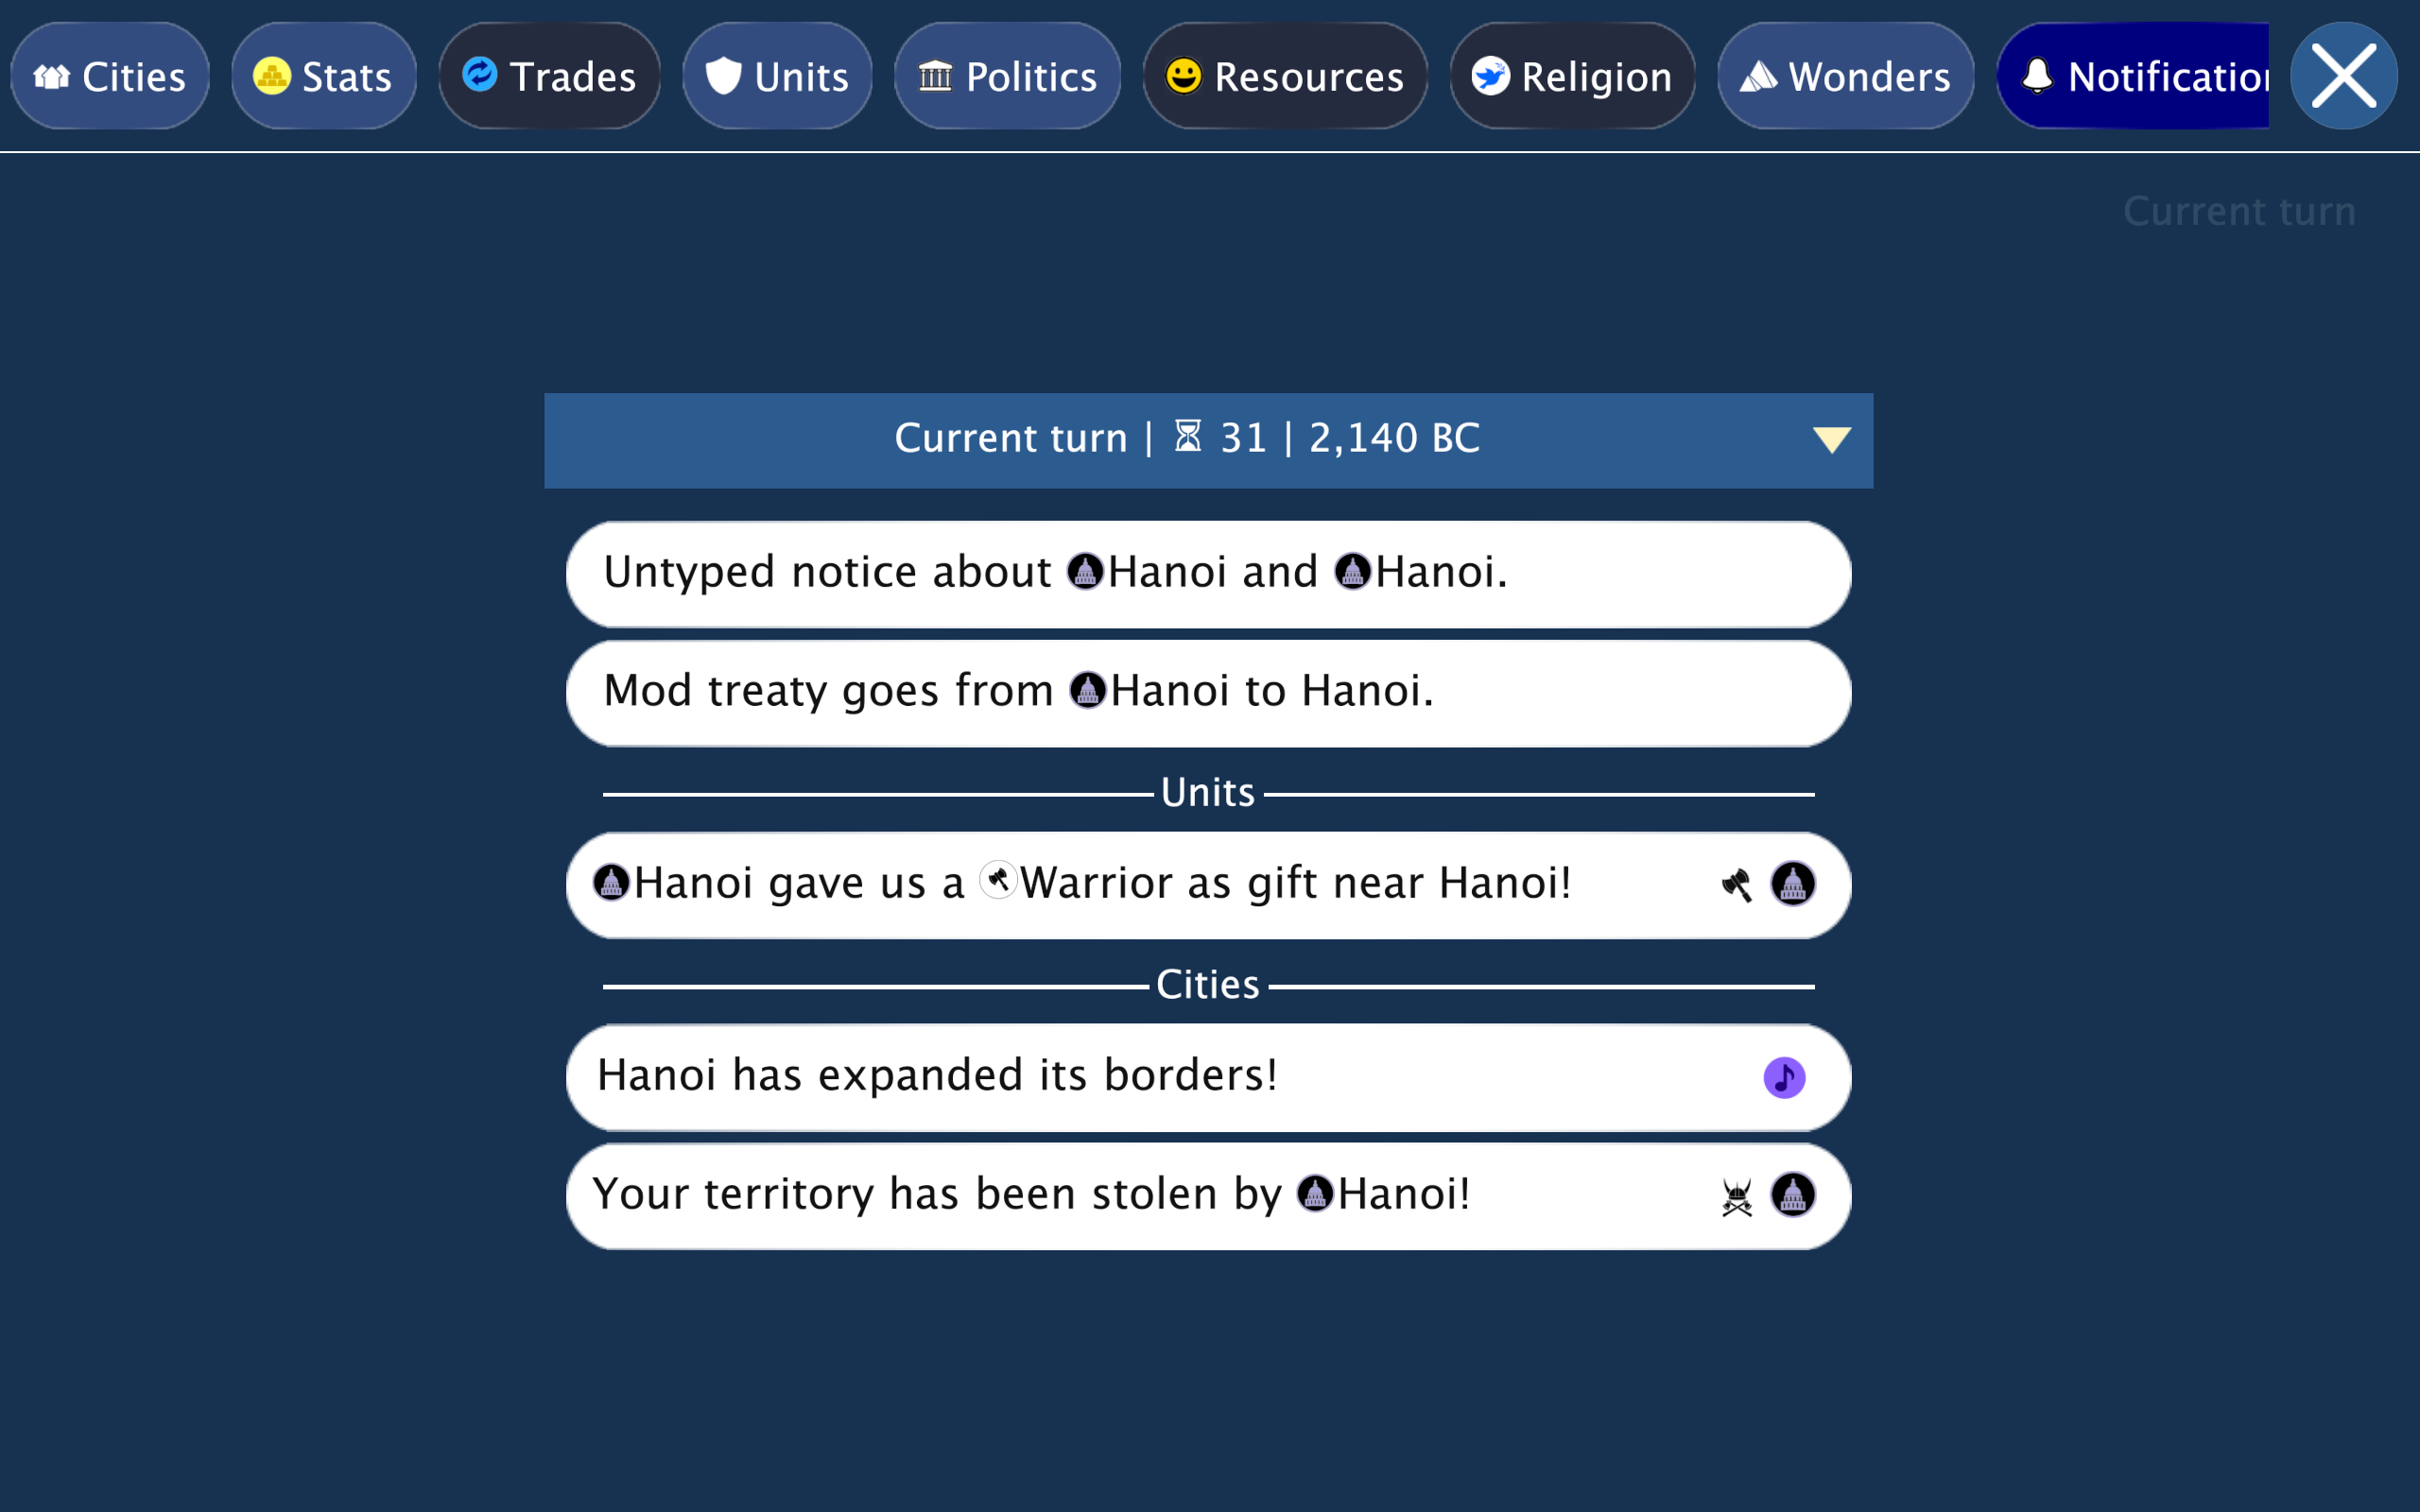 Cities Stats Trades Units Politics Resources Religion Wonders Notificatio
Current turn
Current turn | ⏳ 31 | 2,140 BC
Untyped notice about Hanoi and Hanoi.
Mod treaty goes from Hanoi to Hanoi.
Units
Hanoi gave us a Warrior as gift near Hanoi!
Cities
Hanoi has expanded its borders!
Your territory has been stolen by Hanoi!